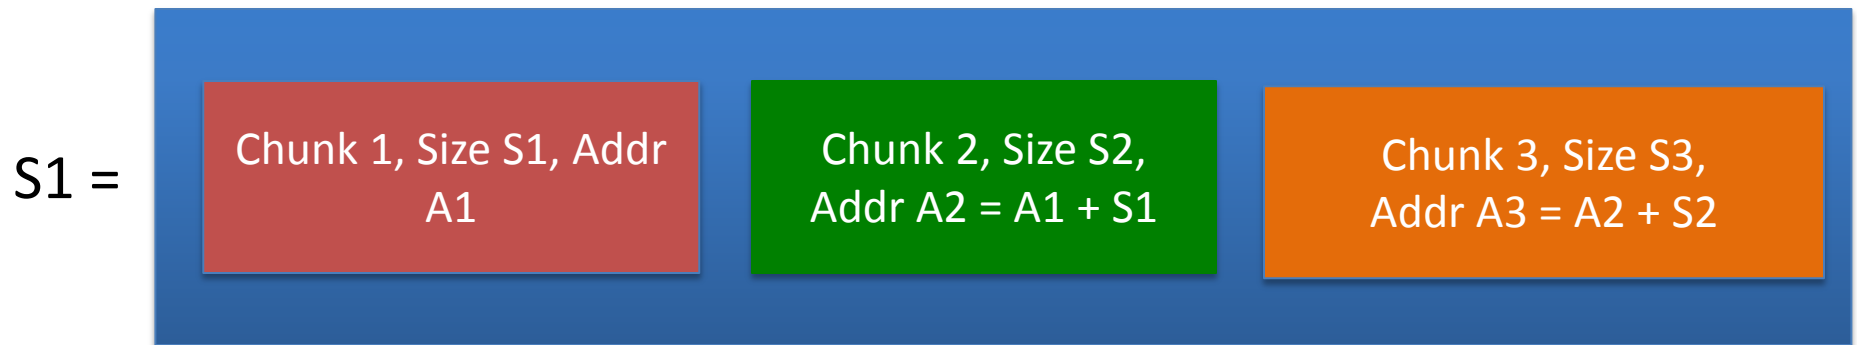 S1 =
Chunk 1, Size S1, Addr
A1
Chunk 2, Size S2,
Addr A2 = A1 + S1
Chunk 3, Size S3,
Addr A3 = A2 + S2